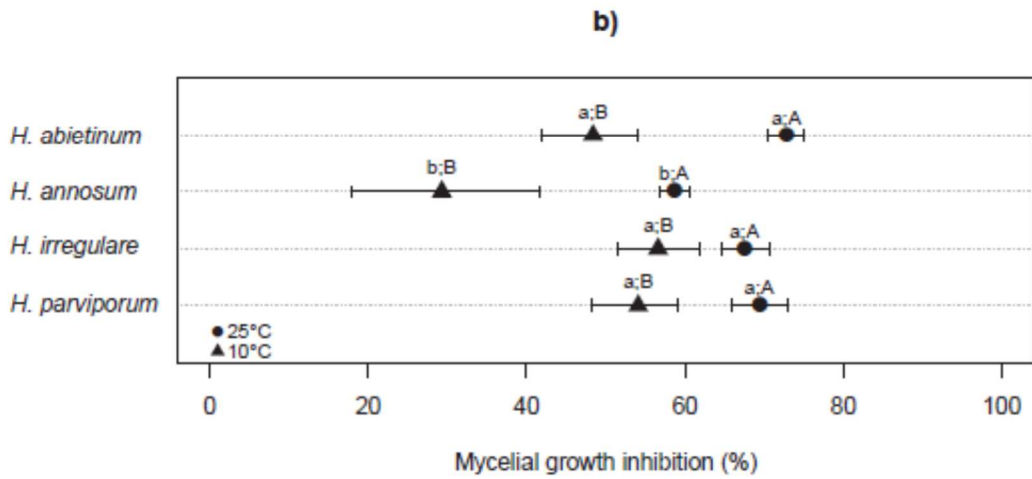 b)
a;B a;A
H. abietinum
b;B b;A
H. annosum
a;B a;A
H. irregulare
a;B a;A
H. parviporum
25°C
10°C
0 20 40 60 80 100
Mycelial growth inhibition (%)